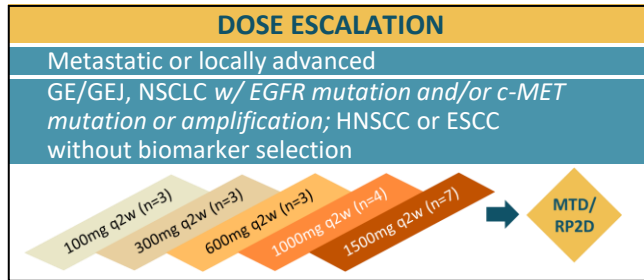 DOSE ESCALATION
Metastatic or locally advanced
GE/GEJ, NSCLC w/ EGFR mutation and/or c-MET
mutation or amplification; HNSCC or ESCC
without biomarker selection
100mg q2w (n=3)
300mg q2w (n=3)
600mg q2w (n=3)
1000mg q2w (n=4)
1500mg q2w (n=7)
MTD/
RP2D